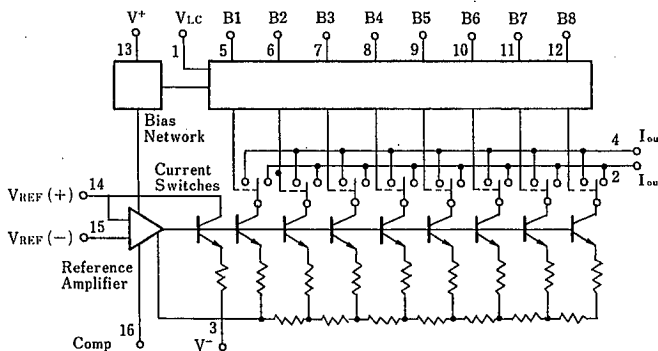 V⁺ VLC B1 B2 B3 B4 B5 B6 B7 B8
13 1 5 6 7 8 9 10 11 12
Bias
Network
4 Iou
2 Iou
Current
Switches
VREF (+) 14
VREF (−) 15
Reference
Amplifier
16 3
Comp V⁻